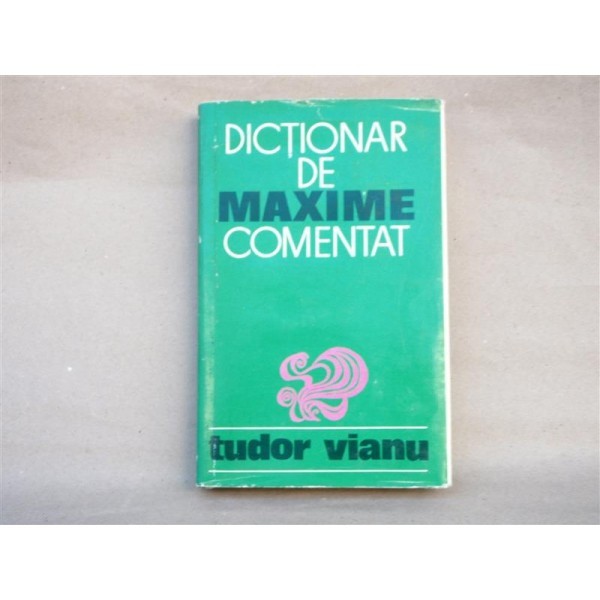 DICȚIONAR
DE
MAXIME
COMENTAT
tudor vianu